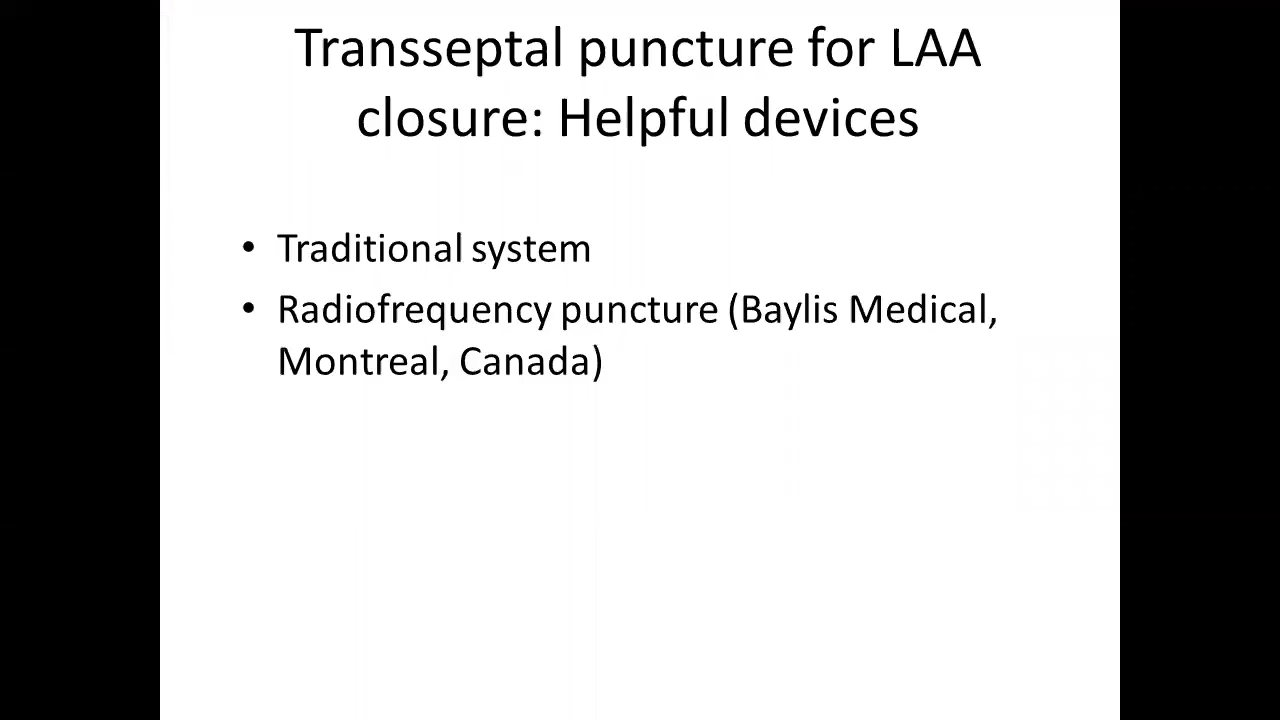 Transseptal puncture for LAA
closure: Helpful devices
• Traditional system
• Radiofrequency puncture (Baylis Medical,
Montreal, Canada)